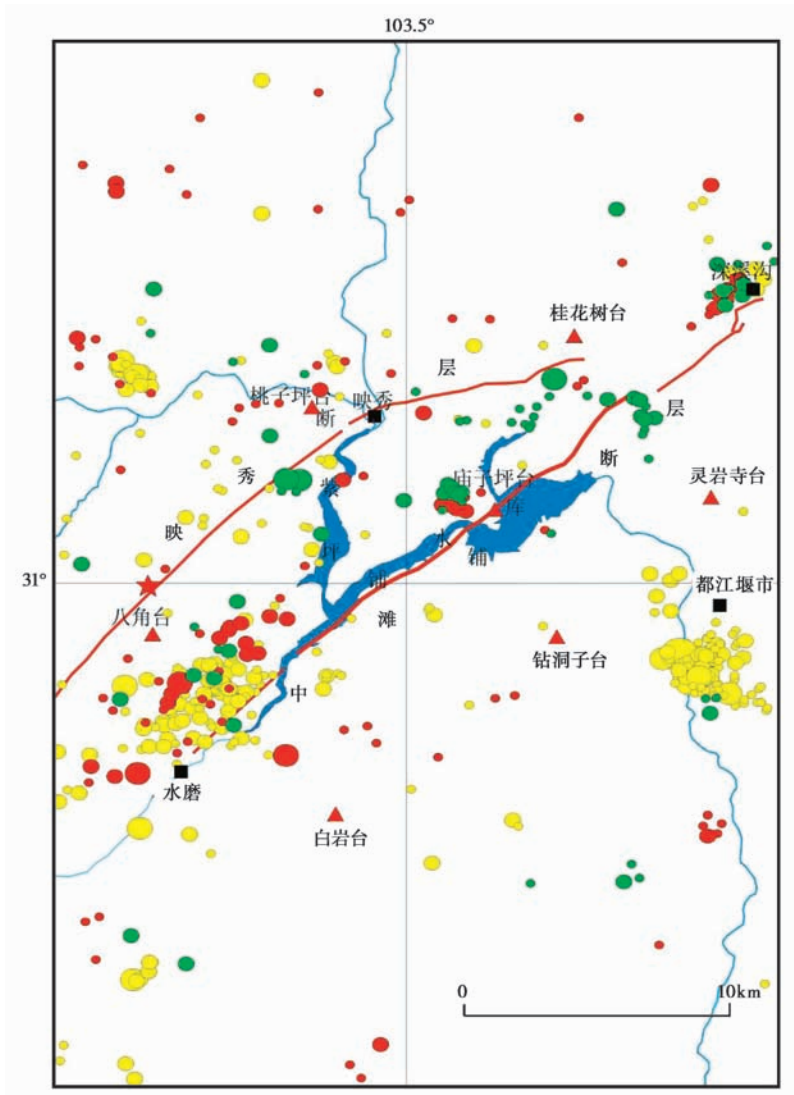 103.5°
深溪沟
桂花树台
层
桃子坪台
断
映秀
层
断
秀
庙子坪台
灵岩寺台
紫
库
映
水
坪
铺
31°
都江堰市
八角台
滩
钻洞子台
中
水磨
白岩台
0
10km